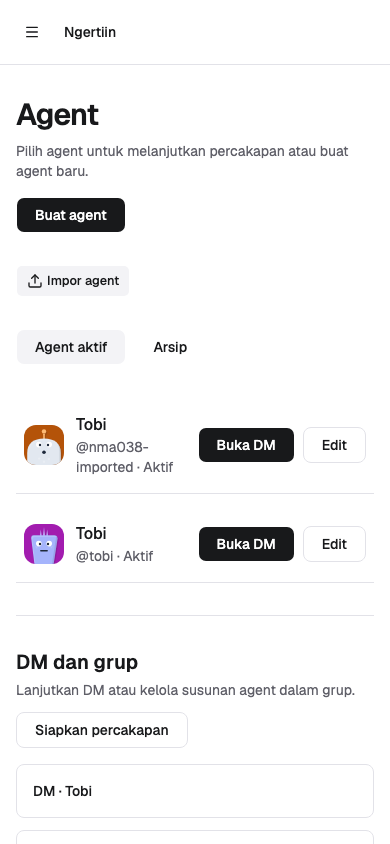 Ngertiin
Agent
Pilih agent untuk melanjutkan percakapan atau buat
agent baru.
Buat agent
Impor agent
Agent aktif
Arsip
Tobi
@nma038-
imported · Aktif
Buka DM
Edit
Tobi
@tobi · Aktif
Buka DM
Edit
DM dan grup
Lanjutkan DM atau kelola susunan agent dalam grup.
Siapkan percakapan
DM · Tobi